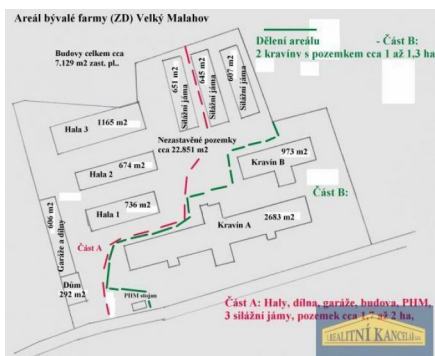 Areál bývalé farmy (ZD) Velký Malahov
Budovy celkem cca
7.129 m2 zast. pl..
Dělení areálu
- Část B:
2 kravíny s pozemkem cca 1 až 1,3 ha
651 m2
Silážní jáma
645 m2
Silážní jáma
607 m2
Silážní jáma
1165 m2
Hala 3
Nezastavěné pozemky
cca 22.851 m2
674 m2
Hala 2
973 m2
Kravín B
736 m2
Hala 1
Část B:
606 m2
Garáže a dílny
2683 m2
Kravín A
Část A
Dům
292 m2
PHM stojan
Část A: Haly, dílna, garáže, budova, PHM,
3 silážní jámy, pozemek cca 1,7 až 2 ha,
REALITNÍ KANCELÁŘ